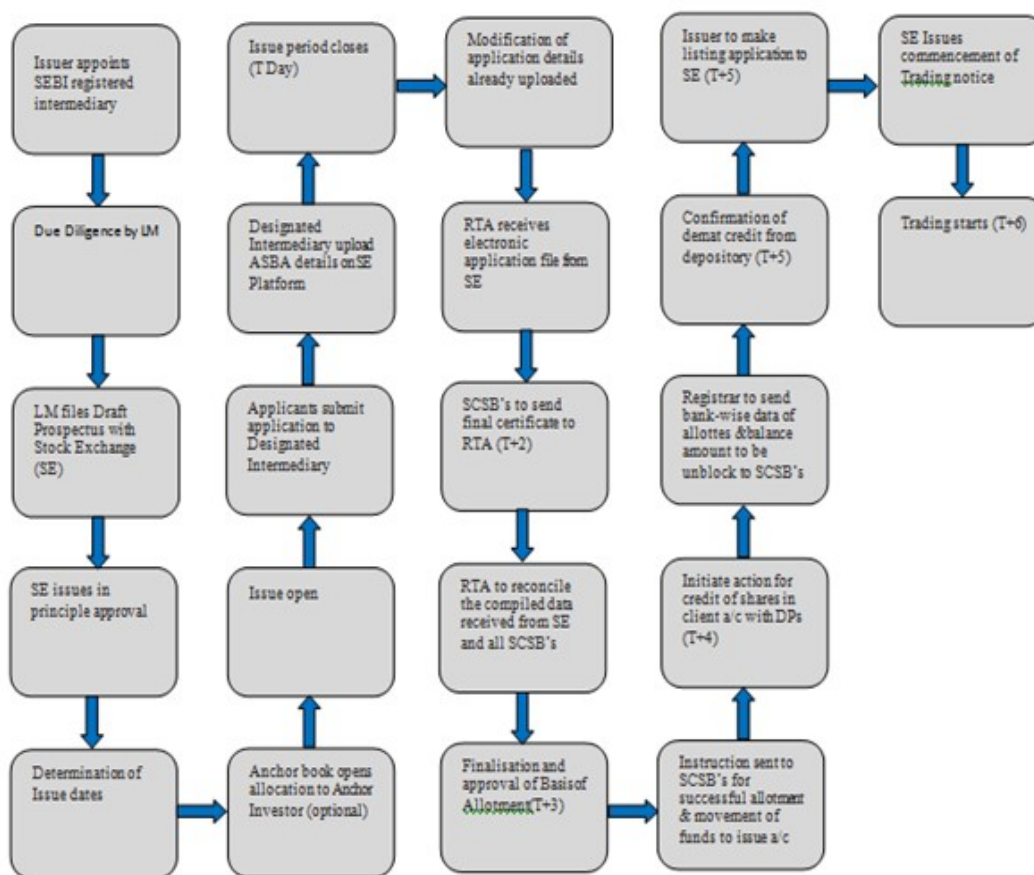 Issuer appoints
SEBI registered
intermediary
Due Diligence by LM
LM files Draft
Prospectus with
Stock Exchange
(SE)
SE issues in
principle approval
Determination of
Issue dates
Anchor book opens
allocation to Anchor
Investor (optional)
Issue open
Applicants submit
application to
Designated
Intermediary
Designated
Intermediary upload
ASBA details onSE
Platform
Issue period closes
(T Day)
Modification of
application details
already uploaded
RTA receives
electronic
application file from
SE
SCSB's to send
final certificate to
RTA (T+2)
RTA to reconcile
the compiled data
received from SE
and all SCSB's
Finalisation and
approval of Basisof
Allotment(T+3)
Instruction sent to
SCSB's for
successful allotment
& movement of
funds to issue a/c
Initiate action for
credit of shares in
client a/c with DPs
(T+4)
Registrar to send
bank-wise data of
allottes &balance
amount to be
unblock to SCSB's
Confirmation of
demat credit from
depository (T+5)
Issuer to make
listing application to
SE (T+5)
SE Issues
commencement of
Trading notice
Trading starts (T+6)